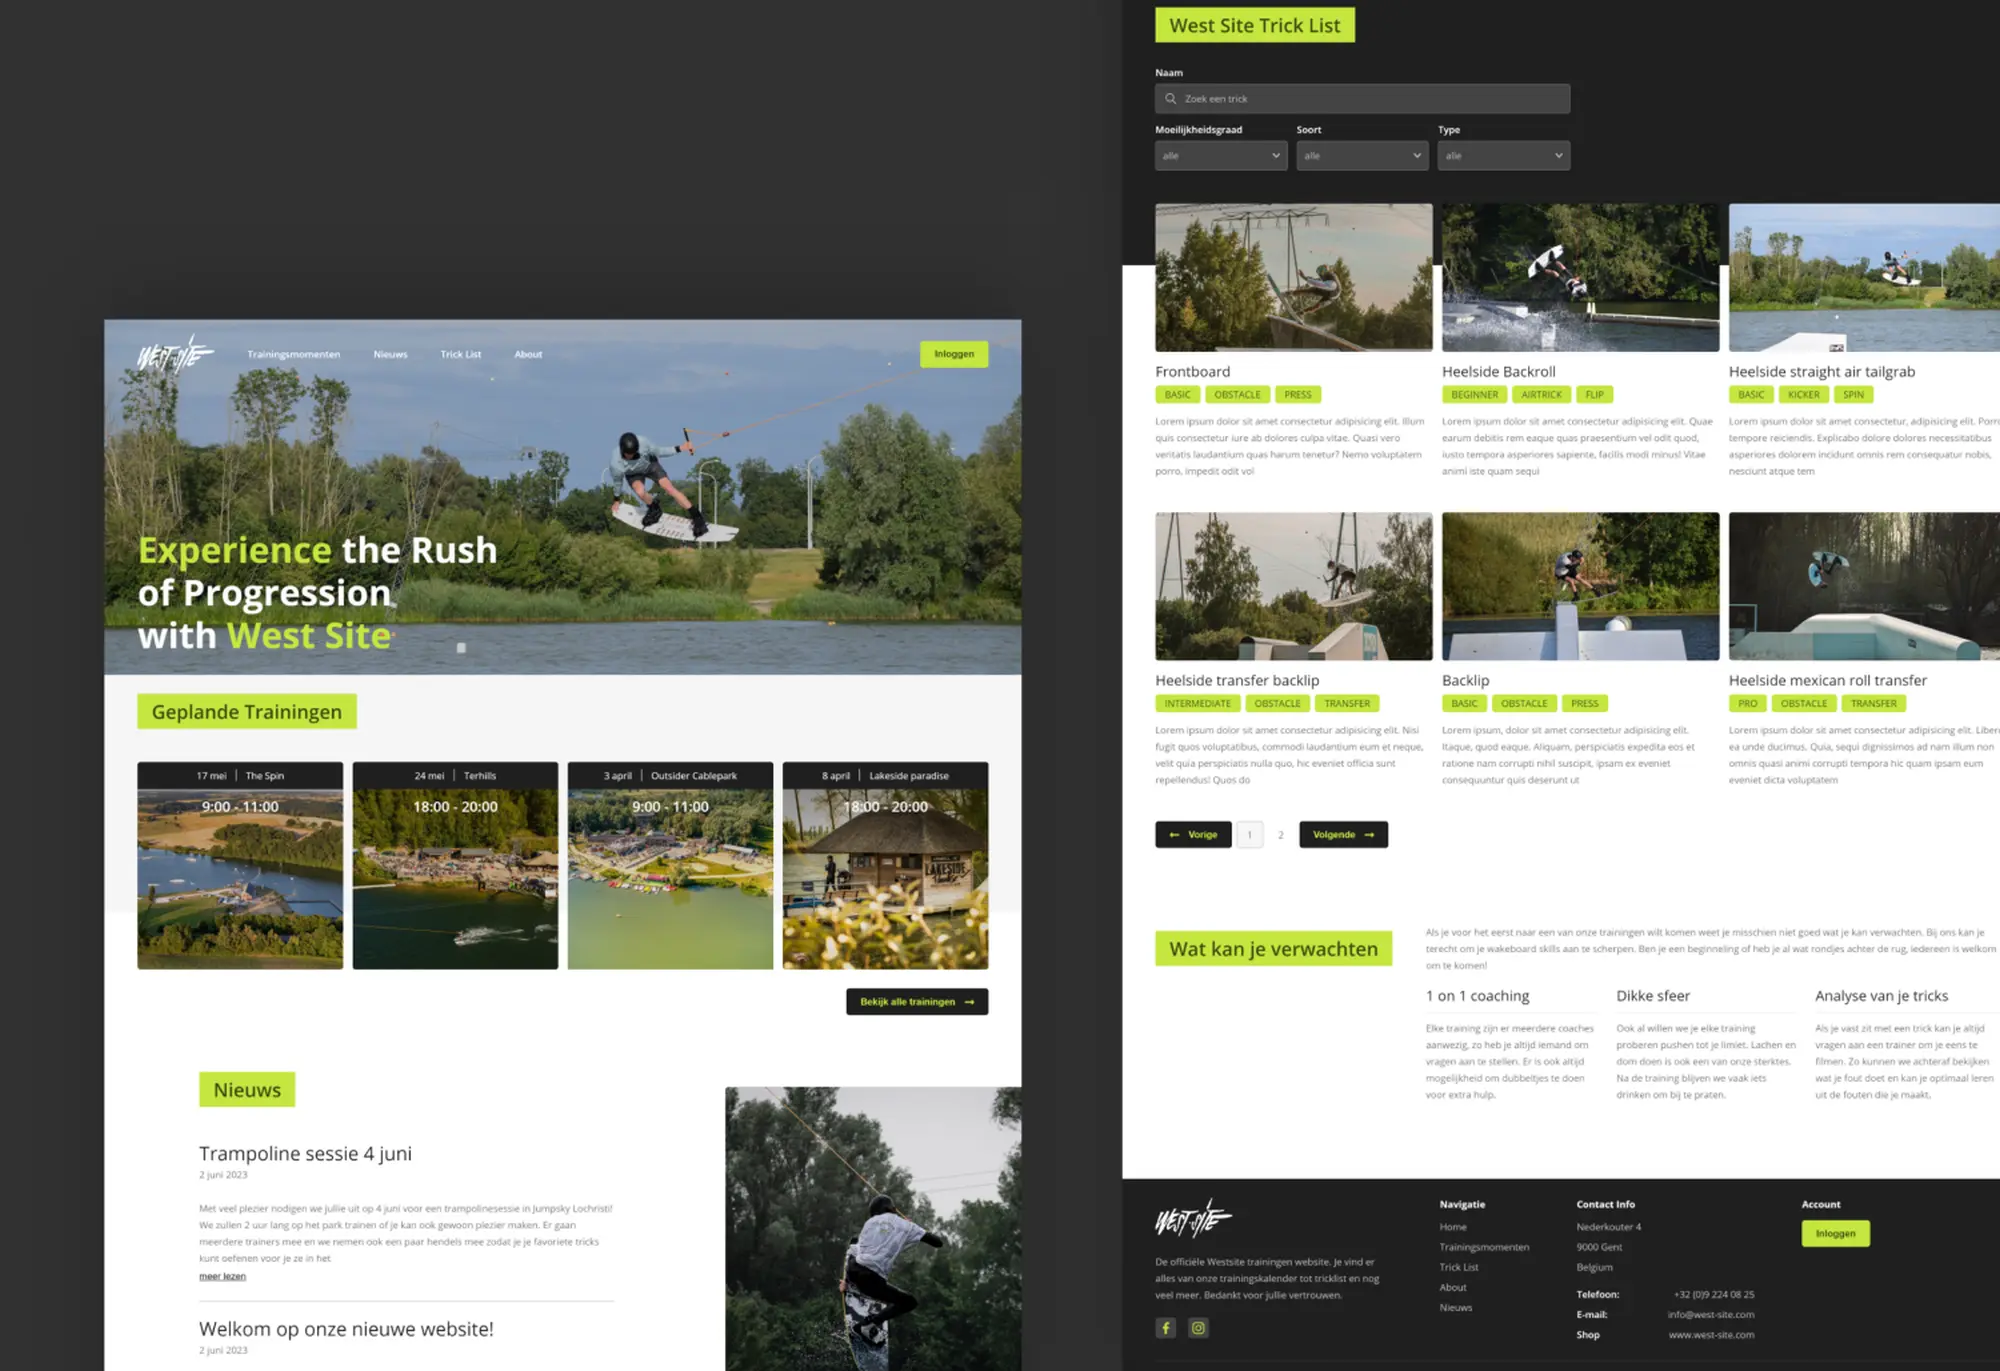 WEST-SITE
Trainingsmomenten
Nieuws
Trick List
About
Inloggen
Experience the Rush
of Progression
with West Site
Geplande Trainingen
17 mei | The Spin
9:00 - 11:00
24 mei | Terhills
18:00 - 20:00
3 april | Outsider Cablepark
9:00 - 11:00
8 april | Lakeside paradise
18:00 - 20:00
LAKESIDE
Bekijk alle trainingen →
Nieuws
Trampoline sessie 4 juni
2 juni 2023
Met veel plezier nodigen we jullie uit op 4 juni voor een trampolinesessie in Jumpsky Lochristi!
We zullen 2 uur lang op het park trainen of je kan ook gewoon plezier maken. Er gaan
meerdere trainers mee en we nemen ook een paar hendels mee zodat je je favoriete tricks
kunt oefenen voor je ze in het
meer lezen
Welkom op onze nieuwe website!
2 juni 2023
West Site Trick List
Naam
Zoek een trick
Moeilijkheidsgraad
Soort
Type
alle
alle
alle
Frontboard
BASIC
OBSTACLE
PRESS
Lorem ipsum dolor sit amet consectetur adipisicing elit. Illum
quis consectetur iure ab dolores culpa vitae. Quasi vero
veritatis laudantium quas harum tenetur? Nemo voluptatem
porro, impedit odit vol
Heelside Backroll
BEGINNER
AIRTRICK
FLIP
Lorem ipsum dolor sit amet consectetur adipisicing elit. Quae
earum debitis rem eaque quas praesentium vel odit quod,
iusto tempora asperiores sapiente, facilis modi minus! Vitae
animi iste quam sequi
Heelside straight air tailgrab
BASIC
KICKER
SPIN
Lorem ipsum dolor sit amet consectetur, adipisicing elit. Porro
tempore reiciendis. Explicabo dolore dolores necessitatibus
asperiores dolorem incidunt omnis rem consequatur nobis,
nesciunt atque tem
Heelside transfer backlip
INTERMEDIATE
OBSTACLE
TRANSFER
Lorem ipsum dolor sit amet consectetur adipisicing elit. Nisi
fugit quos voluptatibus, commodi laudantium eum et neque,
velit quia perspiciatis nulla quo, hic eveniet officia sunt
repellendus! Quos do
Backlip
BASIC
OBSTACLE
PRESS
Lorem ipsum, dolor sit amet consectetur adipisicing elit.
Itaque, quod eaque. Aliquam, perspiciatis expedita eos et
ratione nam corrupti nihil suscipit, ipsam ex eveniet
consequuntur quis deserunt ut
Heelside mexican roll transfer
PRO
OBSTACLE
TRANSFER
Lorem ipsum dolor sit amet consectetur adipisicing elit. Liber
ea unde ducimus. Quia, sequi dignissimos ad nam illum non
omnis quasi animi corrupti tempora hic quam ipsam eum
eveniet dicta voluptatem
← Vorige
1
2
Volgende →
Wat kan je verwachten
Als je voor het eerst naar een van onze trainingen wilt komen weet je misschien niet goed wat je kan verwachten. Bij ons kan je
terecht om je wakeboard skills aan te scherpen. Ben je een beginneling of heb je al wat rondjes achter de rug, iedereen is welkom
om te komen!
1 on 1 coaching
Elke training zijn er meerdere coaches
aanwezig, zo heb je altijd iemand om
vragen aan te stellen. Er is ook altijd
mogelijkheid om dubbeltjes te doen
voor extra hulp.
Dikke sfeer
Ook al willen we je elke training
proberen pushen tot je limiet. Lachen en
dom doen is ook een van onze sterktes.
Na de training blijven we vaak iets
drinken om bij te praten.
Analyse van je tricks
Als je vast zit met een trick kan je altijd
vragen aan een trainer om je eens te
filmen. Zo kunnen we achteraf bekijken
wat je fout doet en kan je optimaal leren
uit de fouten die je maakt.
WEST-SITE
De officiële Westsite trainingen website. Je vind er
alles van onze trainingskalender tot tricklist en nog
veel meer. Bedankt voor jullie vertrouwen.
Navigatie
Home
Trainingsmomenten
Trick List
About
Nieuws
Contact Info
Nederkouter 4
9000 Gent
Belgium
Telefoon: +32 (0)9 224 08 25
E-mail: info@west-site.com
Shop www.west-site.com
Account
Inloggen